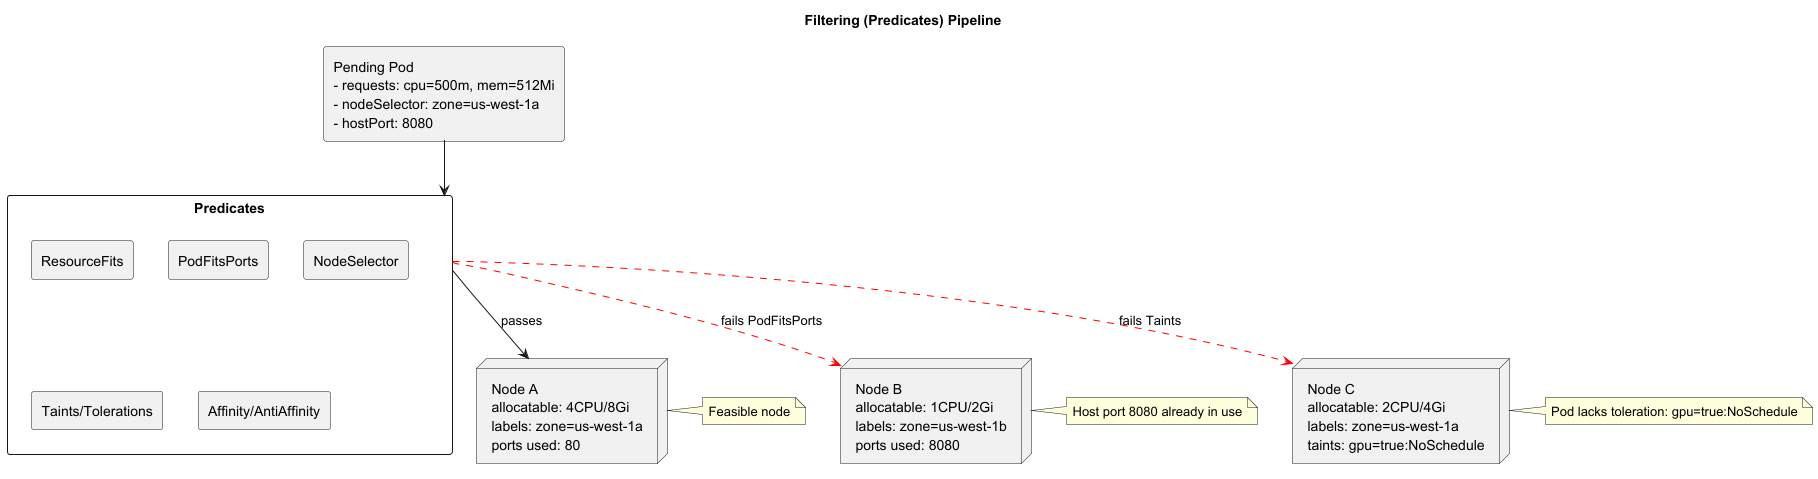 Filtering (Predicates) Pipeline
Pending Pod
- requests: cpu=500m, mem=512Mi
- nodeSelector: zone=us-west-1a
- hostPort: 8080
Predicates
ResourceFits
PodFitsPorts
NodeSelector
Taints/Tolerations
Affinity/AntiAffinity
passes
fails PodFitsPorts
fails Taints
Node A
allocatable: 4CPU/8Gi
labels: zone=us-west-1a
ports used: 80
Feasible node
Node B
allocatable: 1CPU/2Gi
labels: zone=us-west-1b
ports used: 8080
Host port 8080 already in use
Node C
allocatable: 2CPU/4Gi
labels: zone=us-west-1a
taints: gpu=true:NoSchedule
Pod lacks toleration: gpu=true:NoSchedule